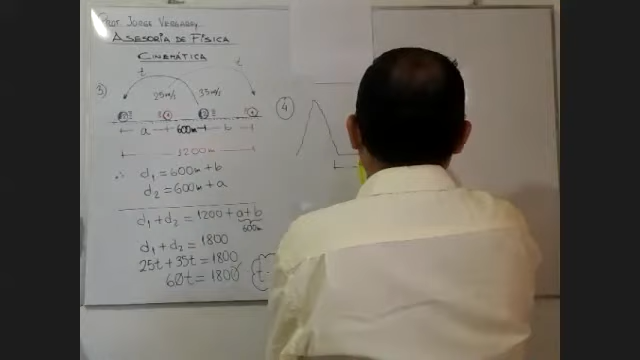 Prof. Jorge Vergaray
Asesoría de Física
Cinemática
3)
t
t
25m/s 35m/s
a 600m b
1200m
∴ d₁ = 600m + b
d₂ = 600m + a
d₁ + d₂ = 1200 + a + b
600m
d₁ + d₂ = 1800
25t + 35t = 1800
60t = 1800
t
4